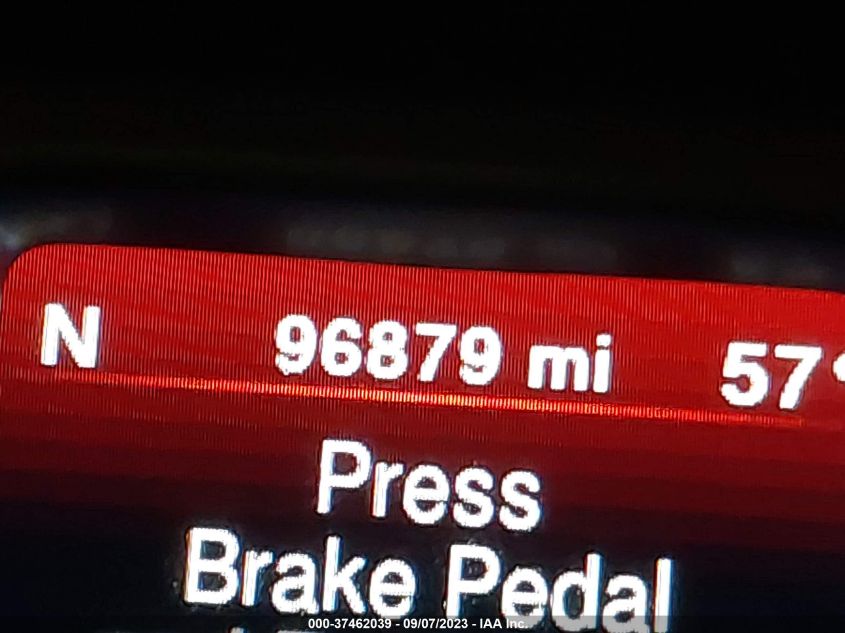 N 96879 mi 57°
Press
Brake Pedal
000-37462039 - 09/07/2023 - IAA Inc.